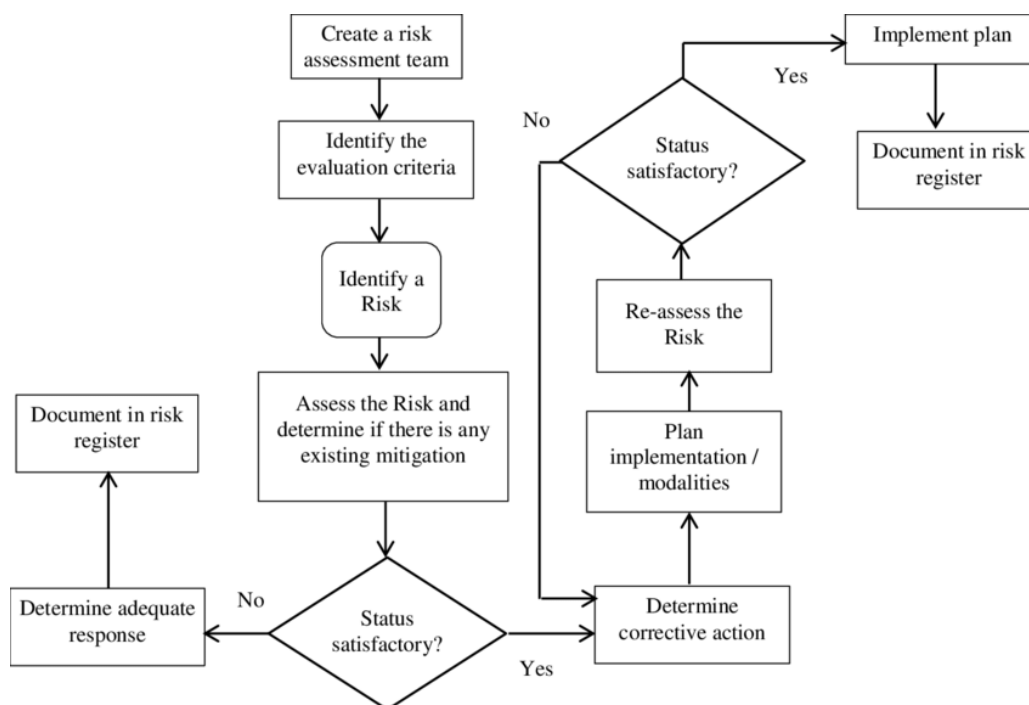 Create a risk
assessment team
Identify the
evaluation criteria
Identify a
Risk
Assess the Risk and
determine if there is any
existing mitigation
Status
satisfactory?
No
Determine adequate
response
Document in risk
register
Yes
Determine
corrective action
Plan
implementation /
modalities
Re-assess the
Risk
Status
satisfactory?
No
Yes
Implement plan
Document in risk
register